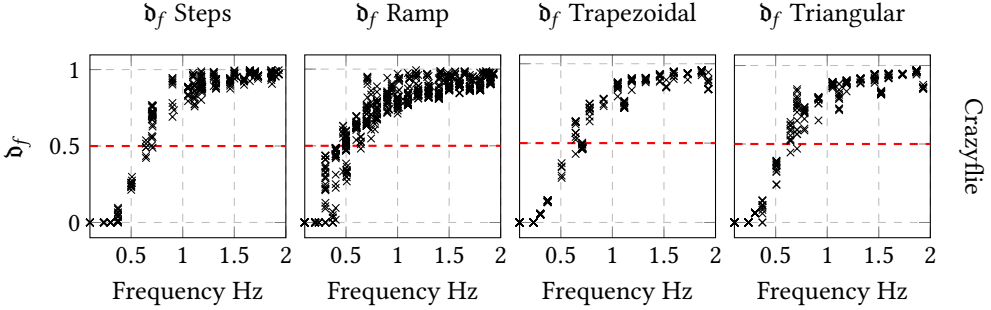 𝔡f Steps
𝔡f Ramp
𝔡f Trapezoidal
𝔡f Triangular
𝔡f
1
0.5
0
0.5 1 1.5 2
0.5 1 1.5 2
0.5 1 1.5 2
0.5 1 1.5 2
Frequency Hz
Frequency Hz
Frequency Hz
Frequency Hz
Crazyflie